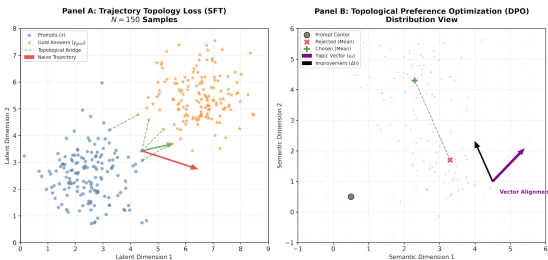 Panel A: Trajectory Topology Loss (SFT)
N = 150 Samples
Prompts (x)
Gold Answers (y_gold)
Topological Bridge
Naive Trajectory
Latent Dimension 2
8
7
6
5
4
3
2
1
0
0 1 2 3 4 5 6 7 8 9
Latent Dimension 1
Panel B: Topological Preference Optimization (DPO)
Distribution View
Prompt Center
Rejected (Mean)
Chosen (Mean)
Topic Vector (u_t)
Improvement (Δh)
Vector Alignmen
Semantic Dimension 2
6
5
4
3
2
1
0
−1
−1 0 1 2 3 4 5 6
Semantic Dimension 1